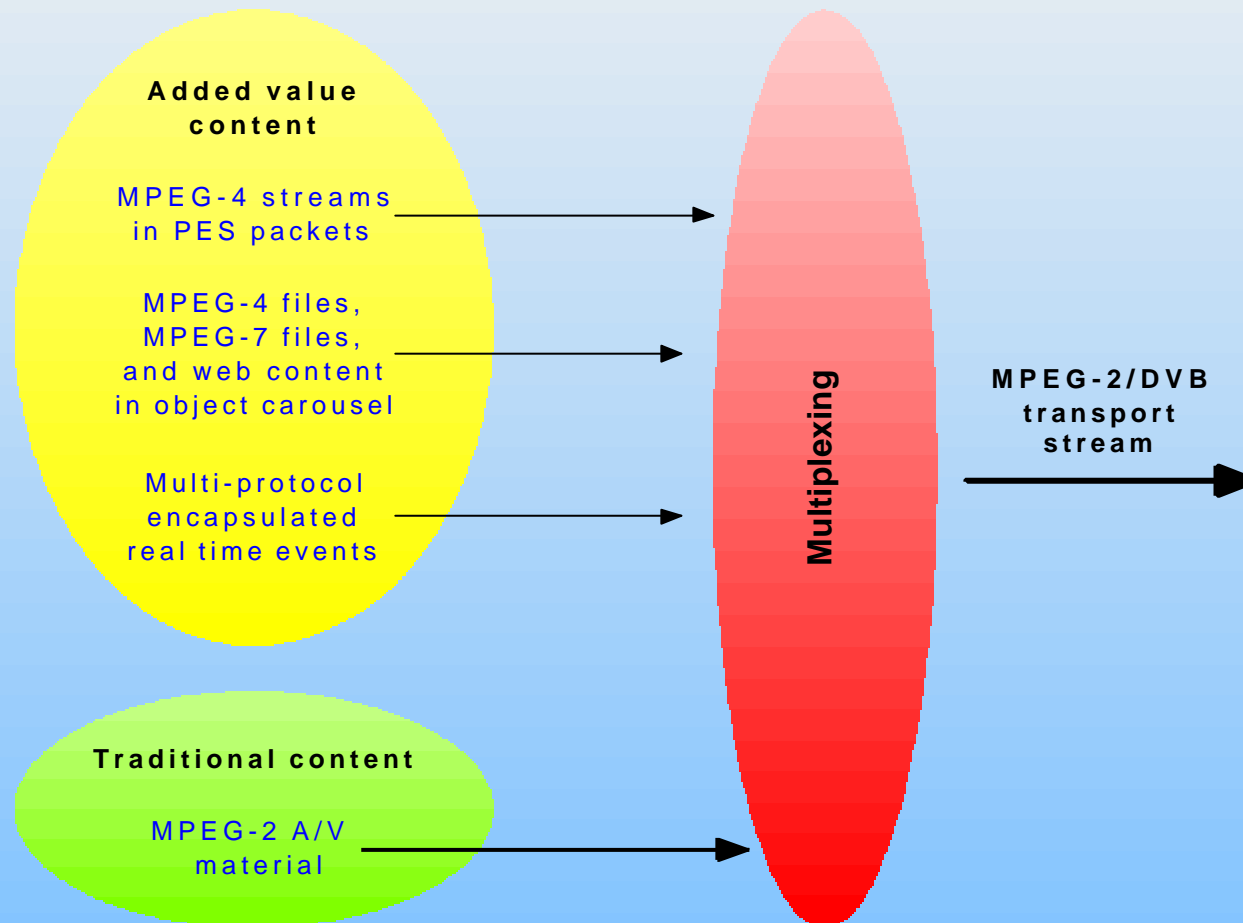 Added value
content
MPEG-4 streams
in PES packets
MPEG-4 files,
MPEG-7 files,
and web content
in object carousel
Multi-protocol
encapsulated
real time events
Traditional content
MPEG-2 A/V
material
Multiplexing
MPEG-2/DVB
transport
stream